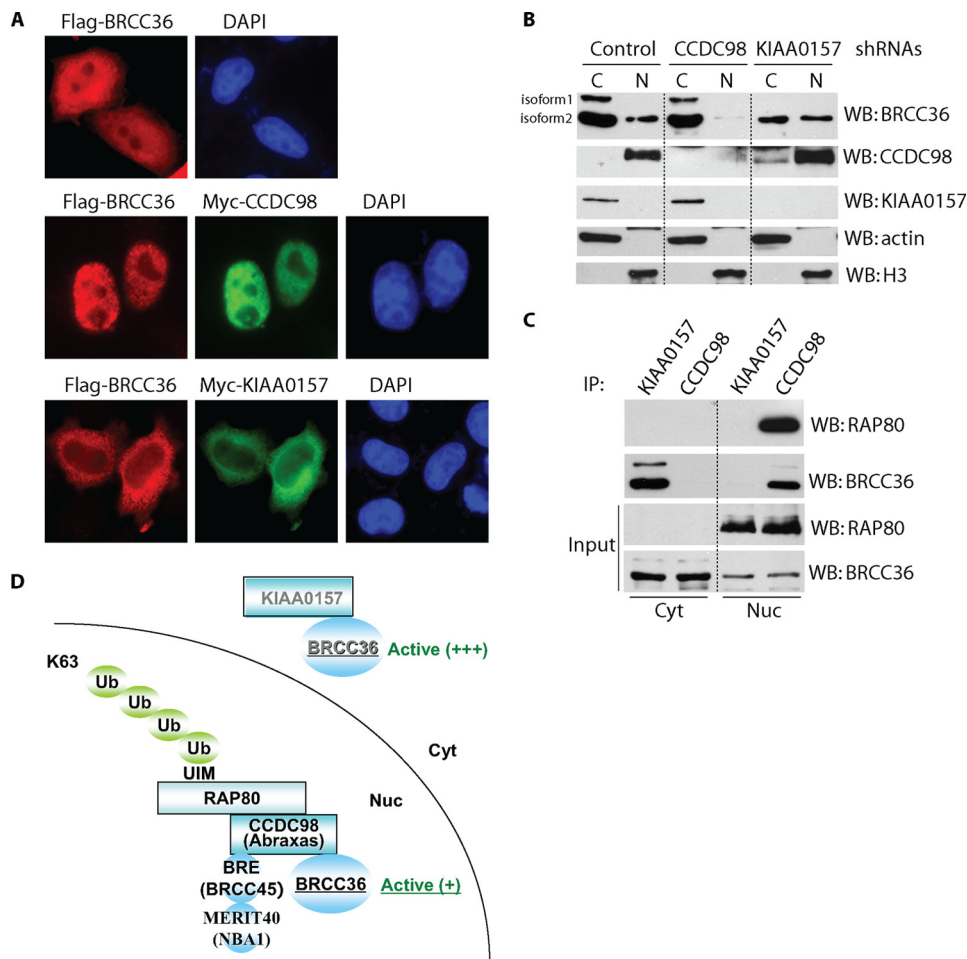 A
Flag-BRCC36 DAPI
Flag-BRCC36 Myc-CCDC98 DAPI
Flag-BRCC36 Myc-KIAA0157 DAPI
B
Control CCDC98 KIAA0157 shRNAs
C N C N C N
isoform1
isoform2
WB: BRCC36
WB: CCDC98
WB: KIAA0157
WB: actin
WB: H3
C
IP: KIAA0157 CCDC98 KIAA0157 CCDC98
WB: RAP80
WB: BRCC36
Input
WB: RAP80
WB: BRCC36
Cyt Nuc
D
KIAA0157
BRCC36 Active (+++)
K63
Ub
Ub
Ub
Ub
UIM
Cyt
RAP80
Nuc
CCDC98
(Abraxas)
BRE
(BRCC45)
BRCC36 Active (+)
MERIT40
(NBA1)